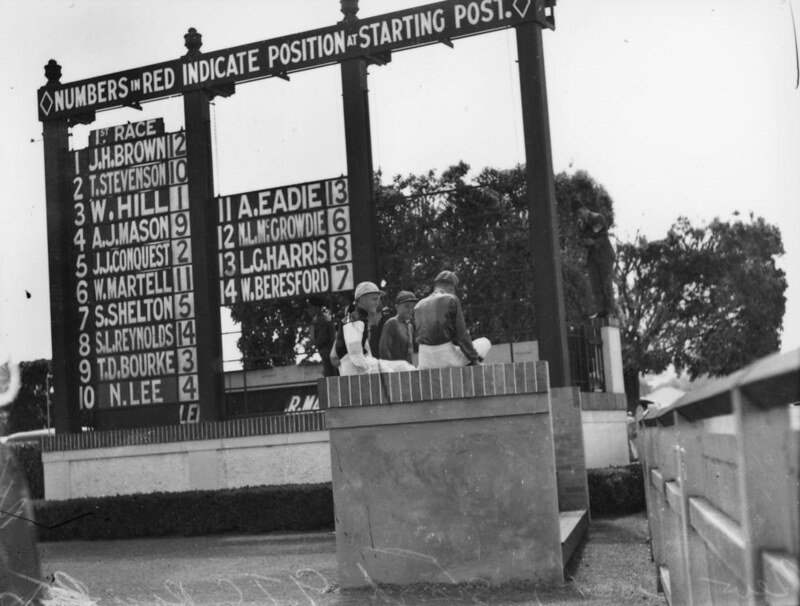 NUMBERS IN RED INDICATE POSITION AT STARTING POST.
1ST RACE
1 J.H.BROWN 12
2 T.STEVENSON 10
3 W.HILL 1
4 A.J.MASON 9
5 J.J.CONQUEST 2
6 W.MARTELL 11
7 S.SHELTON 5
8 S.L.REYNOLDS 14
9 T.D.BOURKE 3
10 N.LEE 4
11 A.EADIE 13
12 N.L.McGROWDIE 6
13 L.G.HARRIS 8
14 W.BERESFORD 7